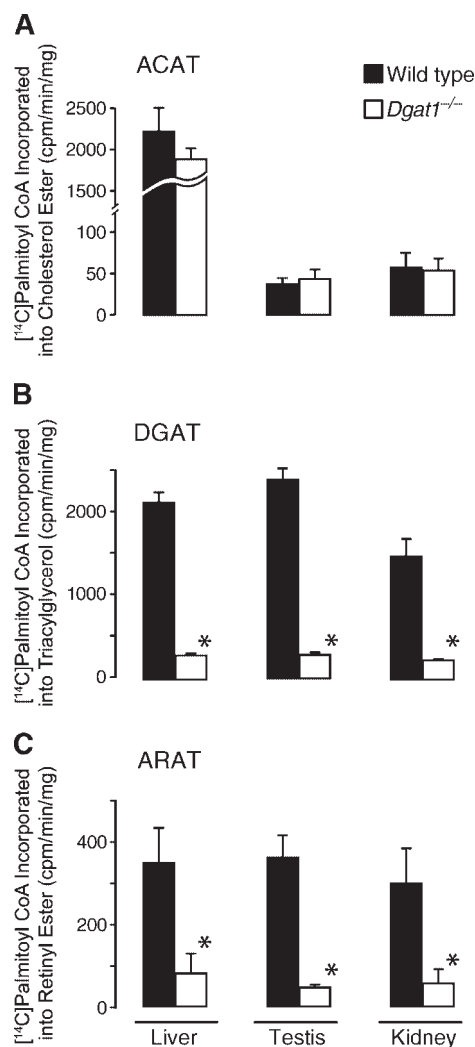 A
ACAT
Wild type
Dgat1–/–
[14C]Palmitoyl CoA Incorporated
into Cholesterol Ester (cpm/min/mg)
2500
2000
1500
100
50
0
B
DGAT
[14C]Palmitoyl CoA Incorporated
into Triacylglycerol (cpm/min/mg)
2000
1000
0
*
*
*
C
ARAT
[14C]Palmitoyl CoA Incorporated
into Retinyl Ester (cpm/min/mg)
400
200
0
*
*
*
Liver
Testis
Kidney